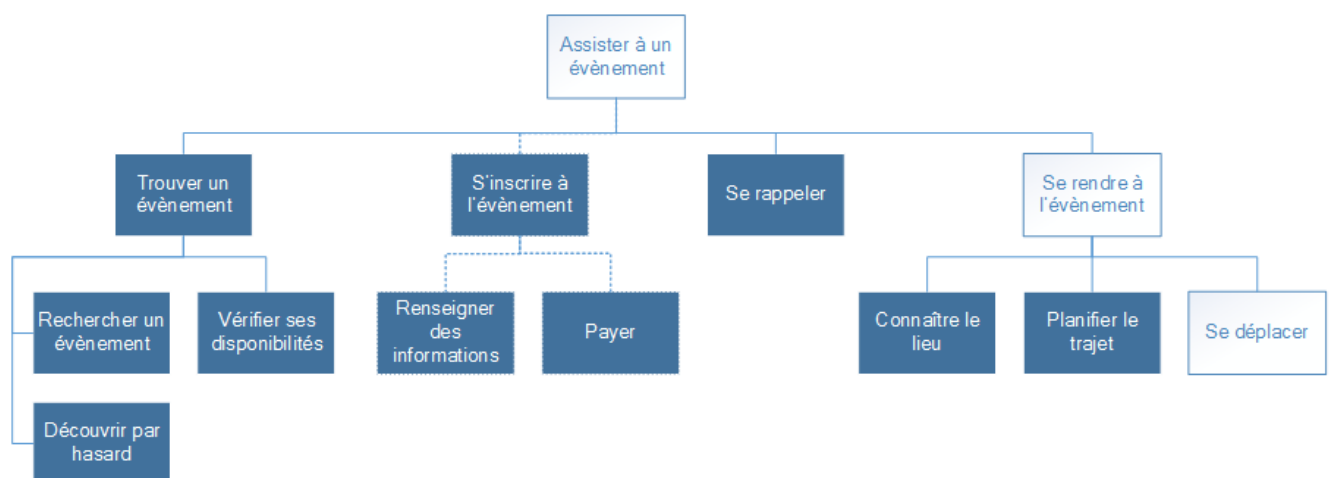 Assister à un
évènement
Trouver un
évènement
S'inscrire à
l'évènement
Se rappeler
Se rendre à
l'évènement
Rechercher un
évènement
Vérifier ses
disponibilités
Renseigner
des
informations
Payer
Connaître le
lieu
Planifier le
trajet
Se déplacer
Découvrir par
hasard